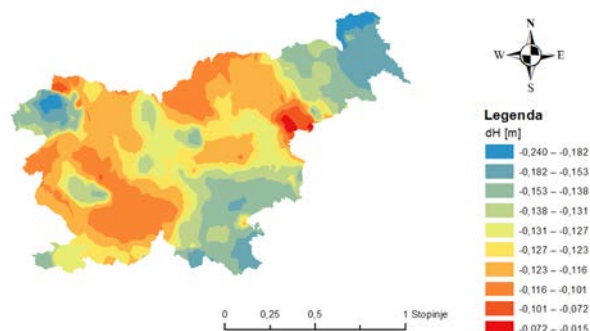 N
W E
S
Legenda
dH [m]
-0,240 – -0,182
-0,182 – -0,153
-0,153 – -0,138
-0,138 – -0,131
-0,131 – -0,127
-0,127 – -0,123
-0,123 – -0,116
-0,116 – -0,101
-0,101 – -0,072
-0,072 – -0,015
0 0,25 0,5 1 Stopinje